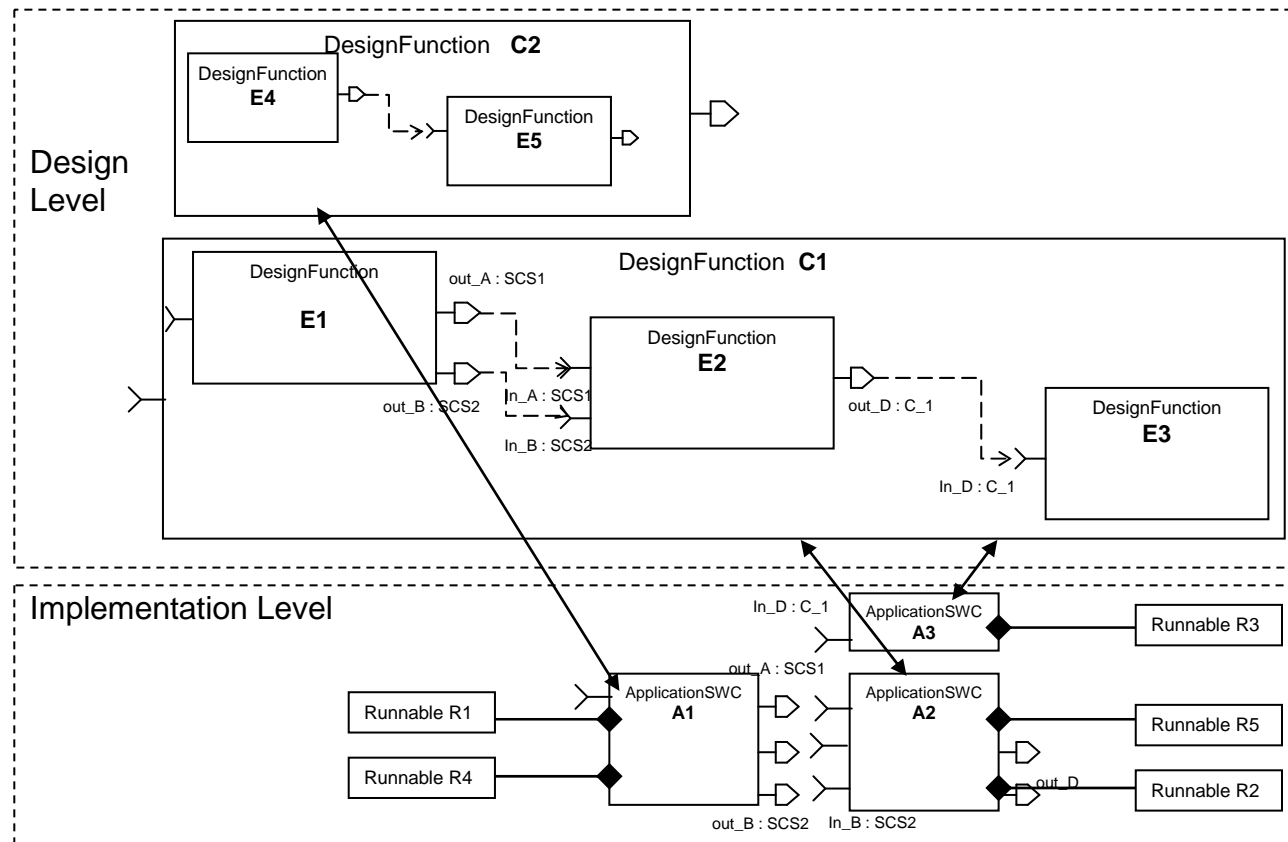 DesignFunction C2
DesignFunction
E4
DesignFunction
E5
Design
Level
DesignFunction C1
DesignFunction
E1
out_A : SCS1
out_B : SCS2
In_A : SCS1
In_B : SCS2
DesignFunction
E2
out_D : C_1
In_D : C_1
DesignFunction
E3
Implementation Level
In_D : C_1
ApplicationSWC
A3
Runnable R3
out_A : SCS1
ApplicationSWC
A1
ApplicationSWC
A2
Runnable R1
Runnable R4
Runnable R5
out_D
Runnable R2
out_B : SCS2
In_B : SCS2